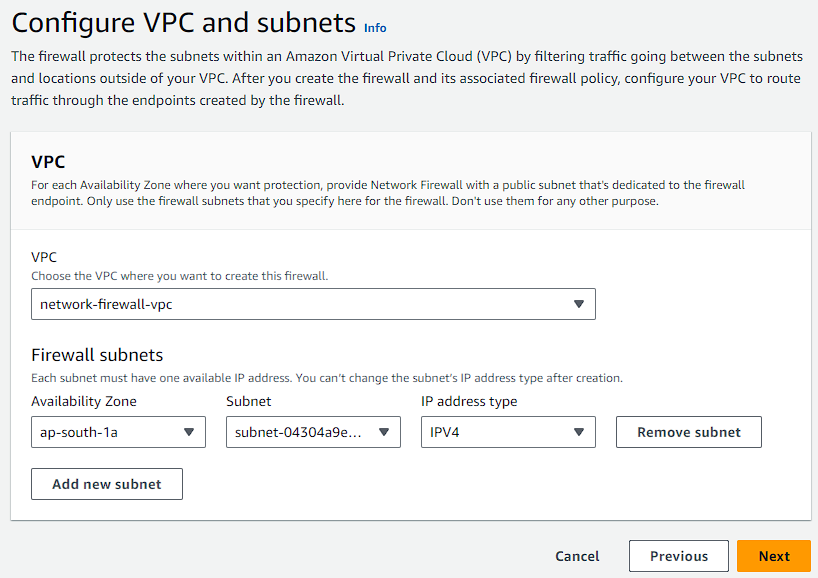 Configure VPC and subnets Info
The firewall protects the subnets within an Amazon Virtual Private Cloud (VPC) by filtering traffic going between the subnets
and locations outside of your VPC. After you create the firewall and its associated firewall policy, configure your VPC to route
traffic through the endpoints created by the firewall.
VPC
For each Availability Zone where you want protection, provide Network Firewall with a public subnet that's dedicated to the firewall
endpoint. Only use the firewall subnets that you specify here for the firewall. Don't use them for any other purpose.
VPC
Choose the VPC where you want to create this firewall.
network-firewall-vpc
Firewall subnets
Each subnet must have one available IP address. You can't change the subnet's IP address type after creation.
Availability Zone Subnet IP address type
ap-south-1a subnet-04304a9e... IPV4 Remove subnet
Add new subnet
Cancel Previous Next